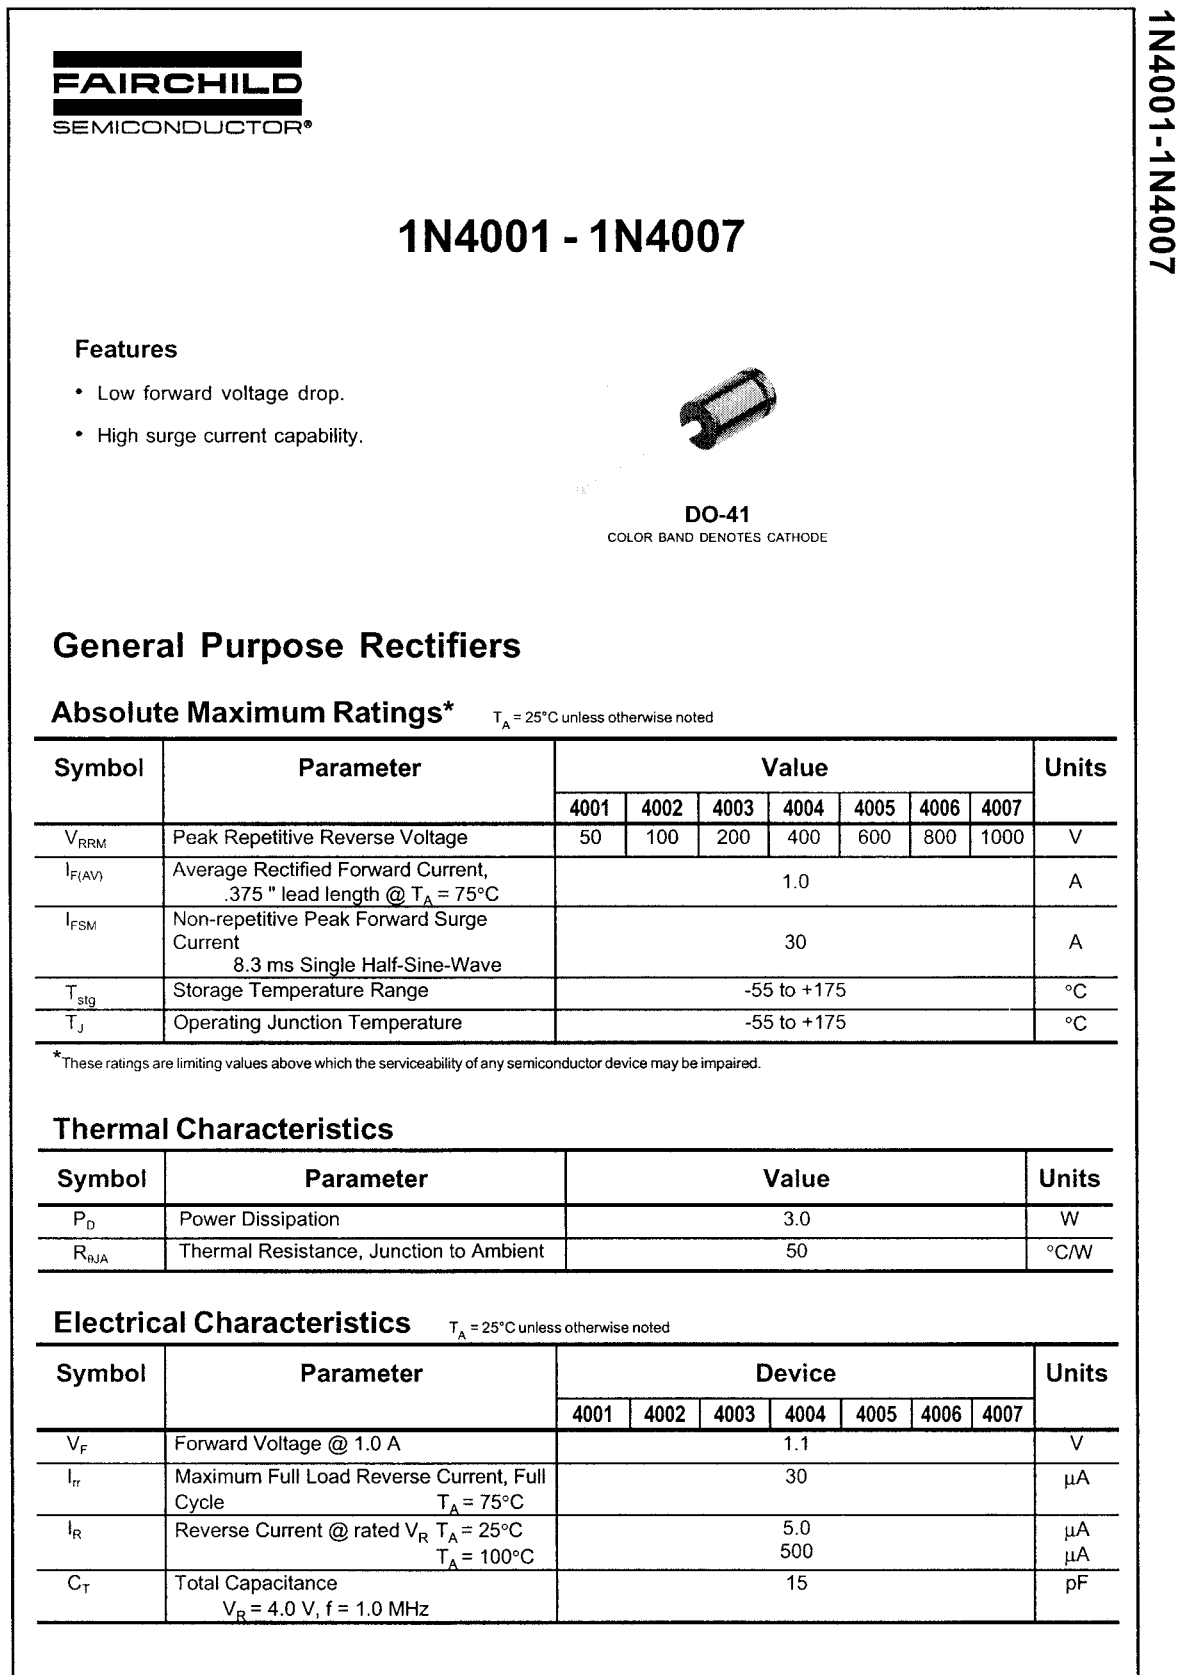 1N4001-1N4007
FAIRCHILD
SEMICONDUCTOR®
1N4001 - 1N4007
Features
• Low forward voltage drop.
• High surge current capability.
DO-41
COLOR BAND DENOTES CATHODE
General Purpose Rectifiers
Absolute Maximum Ratings* TA = 25°C unless otherwise noted
Symbol Parameter Value Units
4001 4002 4003 4004 4005 4006 4007
VRRM Peak Repetitive Reverse Voltage 50 100 200 400 600 800 1000 V
IF(AV) Average Rectified Forward Current,
.375 " lead length @ TA = 75°C 1.0 A
IFSM Non-repetitive Peak Forward Surge
Current 30 A
8.3 ms Single Half-Sine-Wave
Tstg Storage Temperature Range -55 to +175 °C
TJ Operating Junction Temperature -55 to +175 °C
*These ratings are limiting values above which the serviceability of any semiconductor device may be impaired.
Thermal Characteristics
Symbol Parameter Value Units
PD Power Dissipation 3.0 W
RθJA Thermal Resistance, Junction to Ambient 50 °C/W
Electrical Characteristics TA = 25°C unless otherwise noted
Symbol Parameter Device Units
4001 4002 4003 4004 4005 4006 4007
VF Forward Voltage @ 1.0 A 1.1 V
Irr Maximum Full Load Reverse Current, Full 30 µA
Cycle TA = 75°C
IR Reverse Current @ rated VR TA = 25°C 5.0 µA
TA = 100°C 500 µA
CT Total Capacitance 15 pF
VR = 4.0 V, f = 1.0 MHz